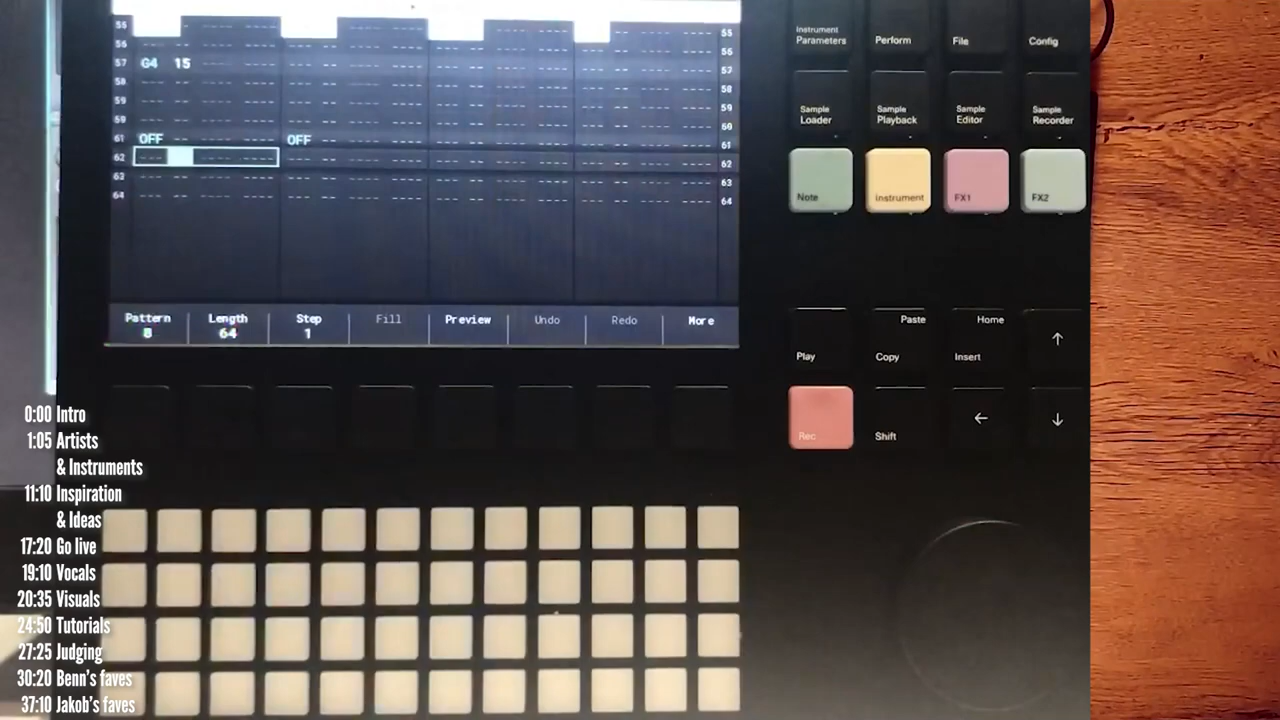 55 55
56 56
57 G4 15 57
58 58
59 59
60 60
61 OFF OFF 61
62 62
63 63
64 64
Pattern Length Step Fill Preview Undo Redo More
8 64 1
Instrument Parameters Perform File Config
Sample Loader Sample Playback Sample Editor Sample Recorder
Note Instrument FX1 FX2
Paste Home
Play Copy Insert ↑
Rec Shift ← ↓
0:00 Intro
1:05 Artists
& Instruments
11:10 Inspiration
& Ideas
17:20 Go live
19:10 Vocals
20:35 Visuals
24:50 Tutorials
27:25 Judging
30:20 Benn's faves
37:10 Jakob's faves